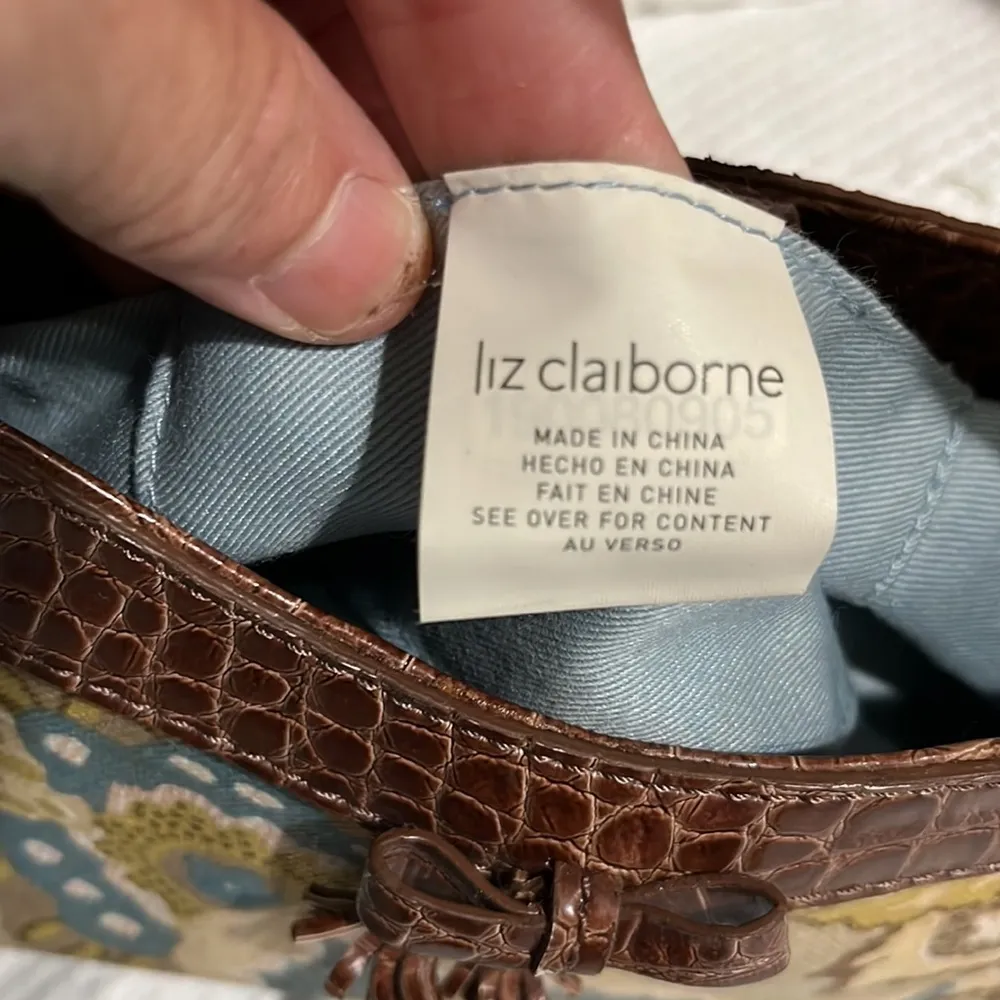 liz claiborne
MADE IN CHINA
HECHO EN CHINA
FAIT EN CHINE
SEE OVER FOR CONTENT
AU VERSO